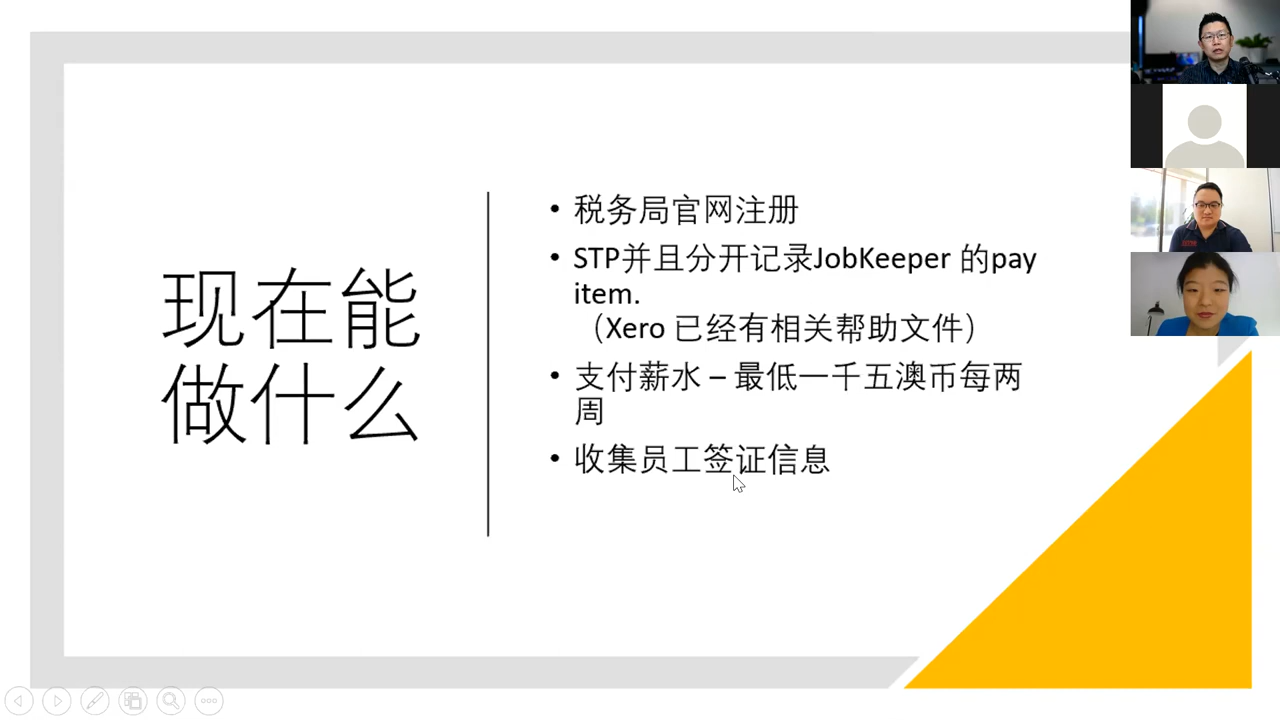 现在能
做什么
• 税务局官网注册
• STP并且分开记录JobKeeper 的pay
item.
（Xero 已经有相关帮助文件）
• 支付薪水 – 最低一千五澳币每两
周
• 收集员工签证信息